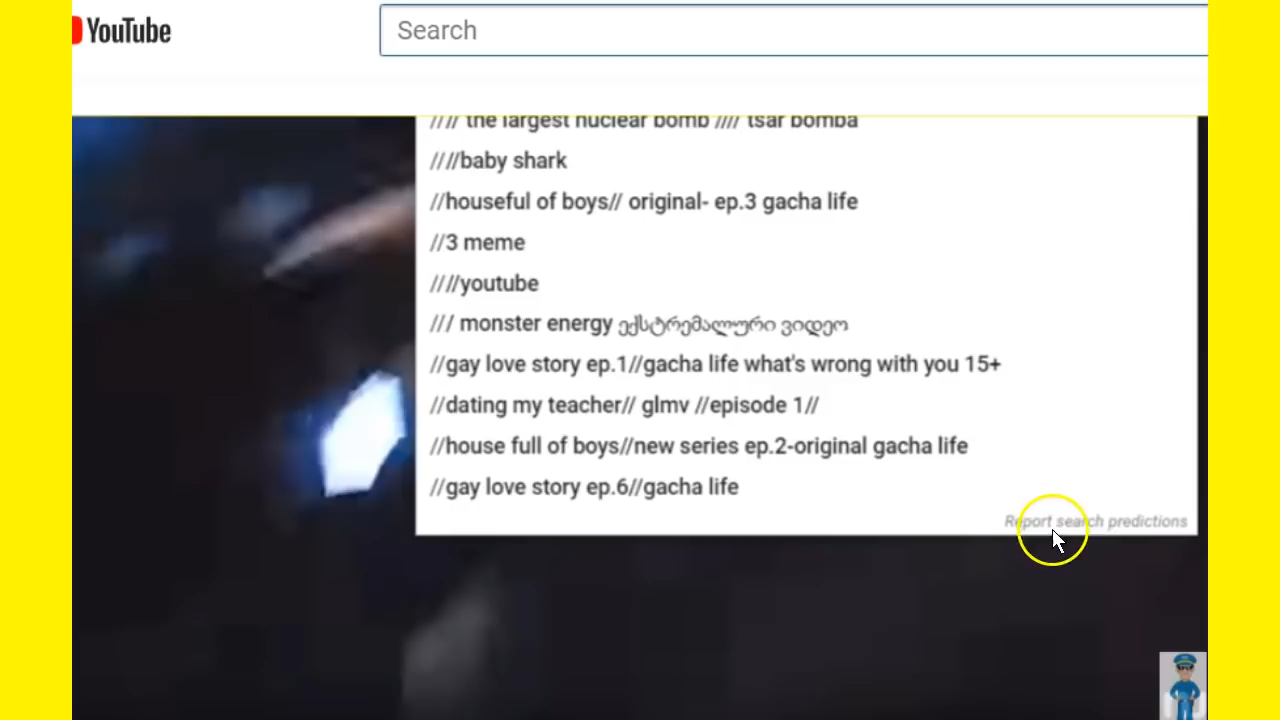 YouTube
Search
//// the largest nuclear bomb //// tsar bomba
////baby shark
//houseful of boys// original- ep.3 gacha life
//3 meme
////youtube
/// monster energy ექსტრემალური ვიდეო
//gay love story ep.1//gacha life what's wrong with you 15+
//dating my teacher// glmv //episode 1//
//house full of boys//new series ep.2-original gacha life
//gay love story ep.6//gacha life
Report search predictions